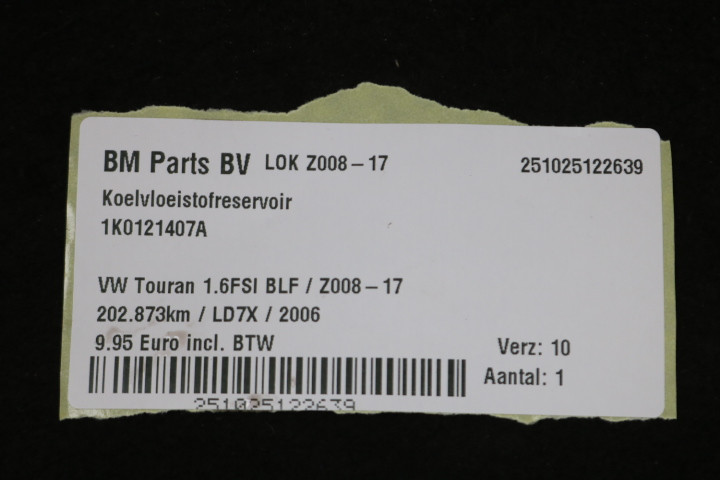 BM Parts BV LOK Z008-17 251025122639
Koelvloeistofreservoir
1K0121407A
VW Touran 1.6FSI BLF / Z008-17
202.873km / LD7X / 2006
9.95 Euro incl. BTW Verz: 10
Aantal: 1
251025122639